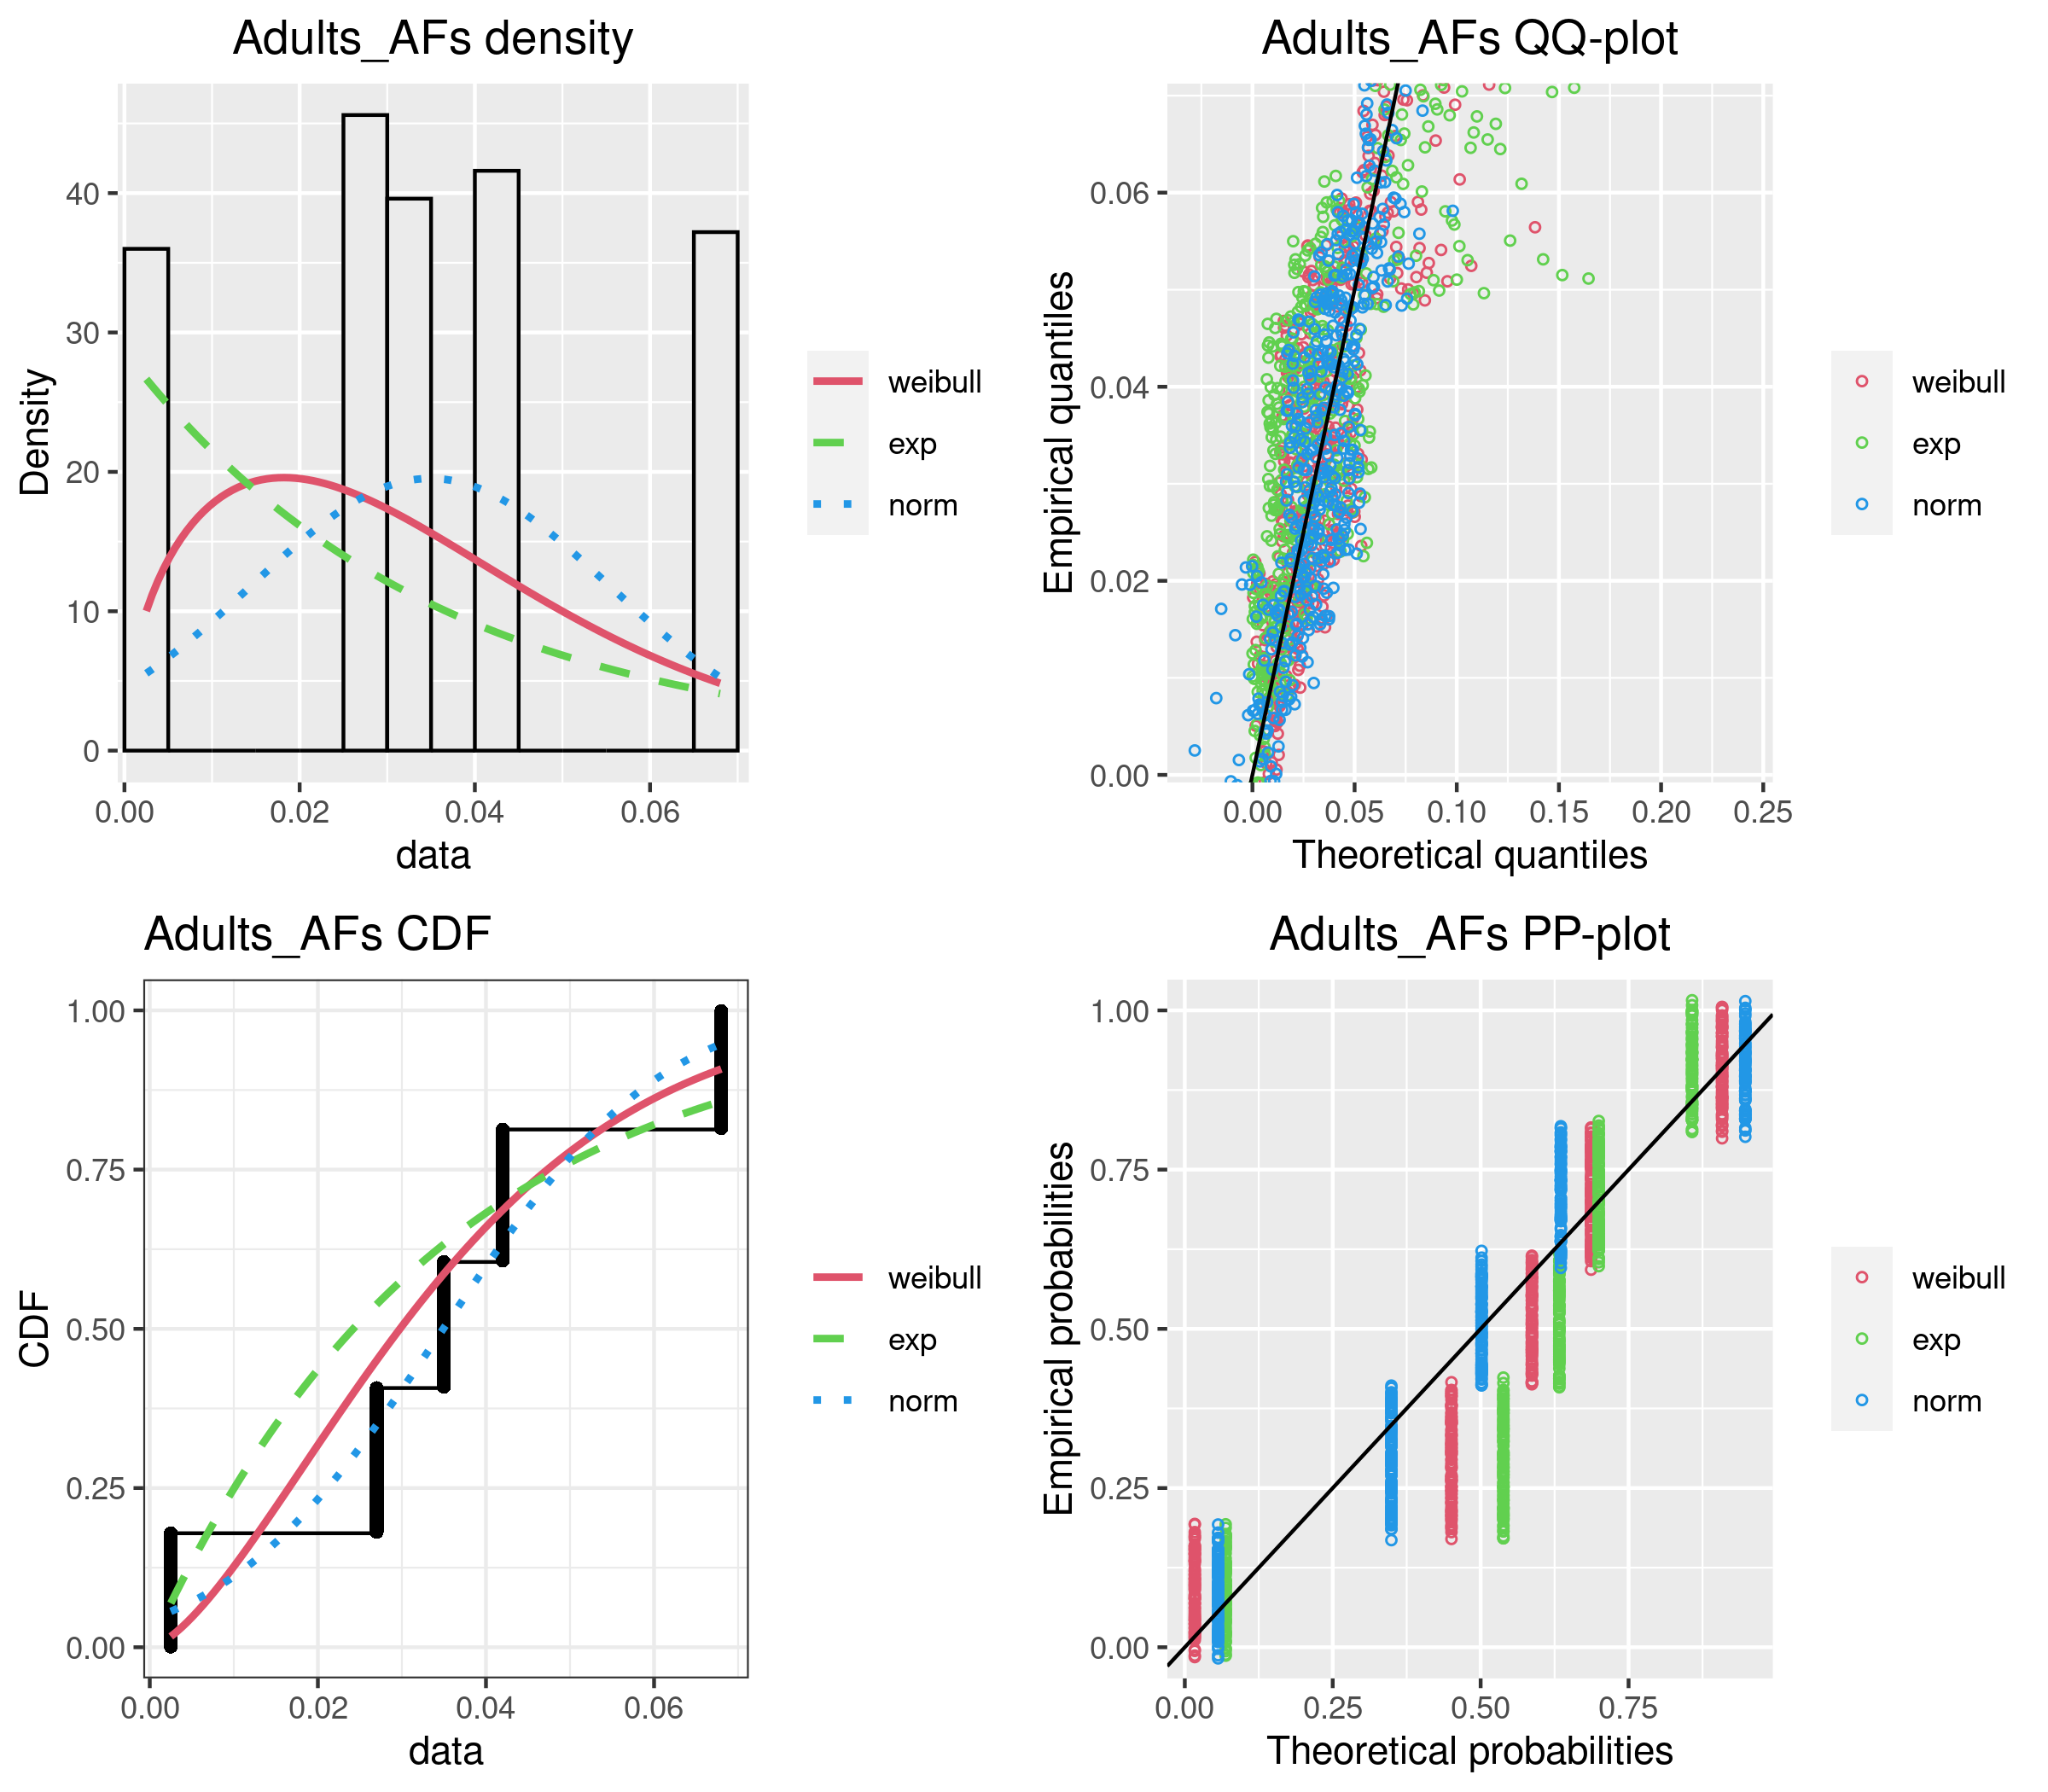 Adults_AFs density
Density
40
30
20
10
0
0.00 0.02 0.04 0.06
data
weibull
exp
norm
Adults_AFs QQ-plot
Empirical quantiles
0.06
0.04
0.02
0.00
0.00 0.05 0.10 0.15 0.20 0.25
Theoretical quantiles
weibull
exp
norm
Adults_AFs CDF
CDF
1.00
0.75
0.50
0.25
0.00
0.00 0.02 0.04 0.06
data
weibull
exp
norm
Adults_AFs PP-plot
Empirical probabilities
1.00
0.75
0.50
0.25
0.00
0.00 0.25 0.50 0.75
Theoretical probabilities
weibull
exp
norm